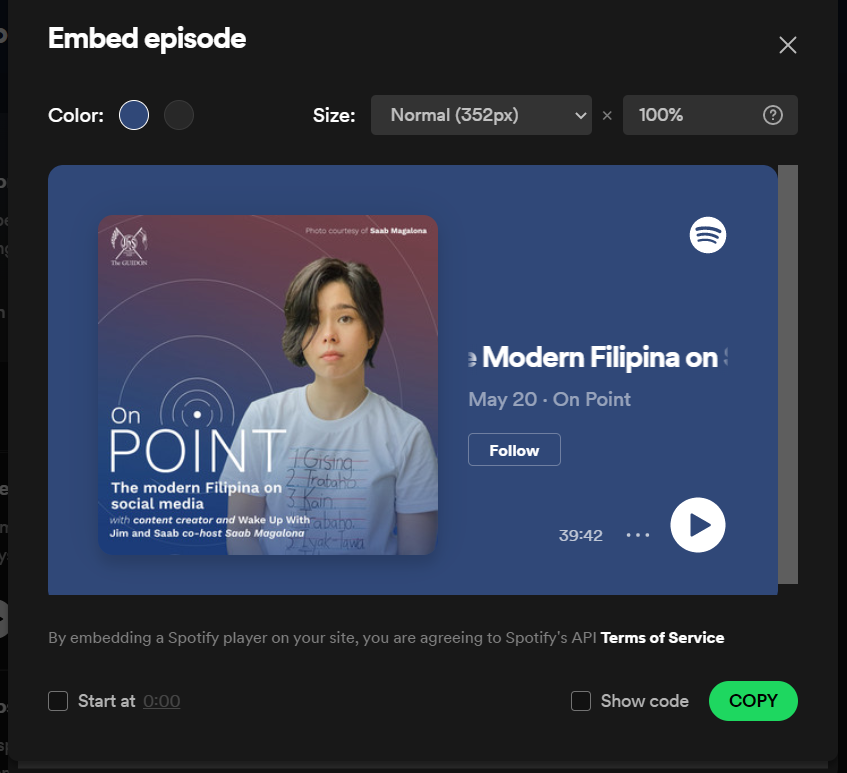 Embed episode
Color:
Size:
Normal (352px)
×
100%
?
Photo courtesy of Saab Magalona
The GUIDON
On
POINT
The modern Filipina on
social media
with content creator and Wake Up With
Jim and Saab co-host Saab Magalona
1. Gising
2. Trabaho
3. Kain
Trabaho
5. Iyak-Tawa
e Modern Filipina on
May 20 · On Point
Follow
39:42
By embedding a Spotify player on your site, you are agreeing to Spotify's API Terms of Service
Start at 0:00
Show code
COPY